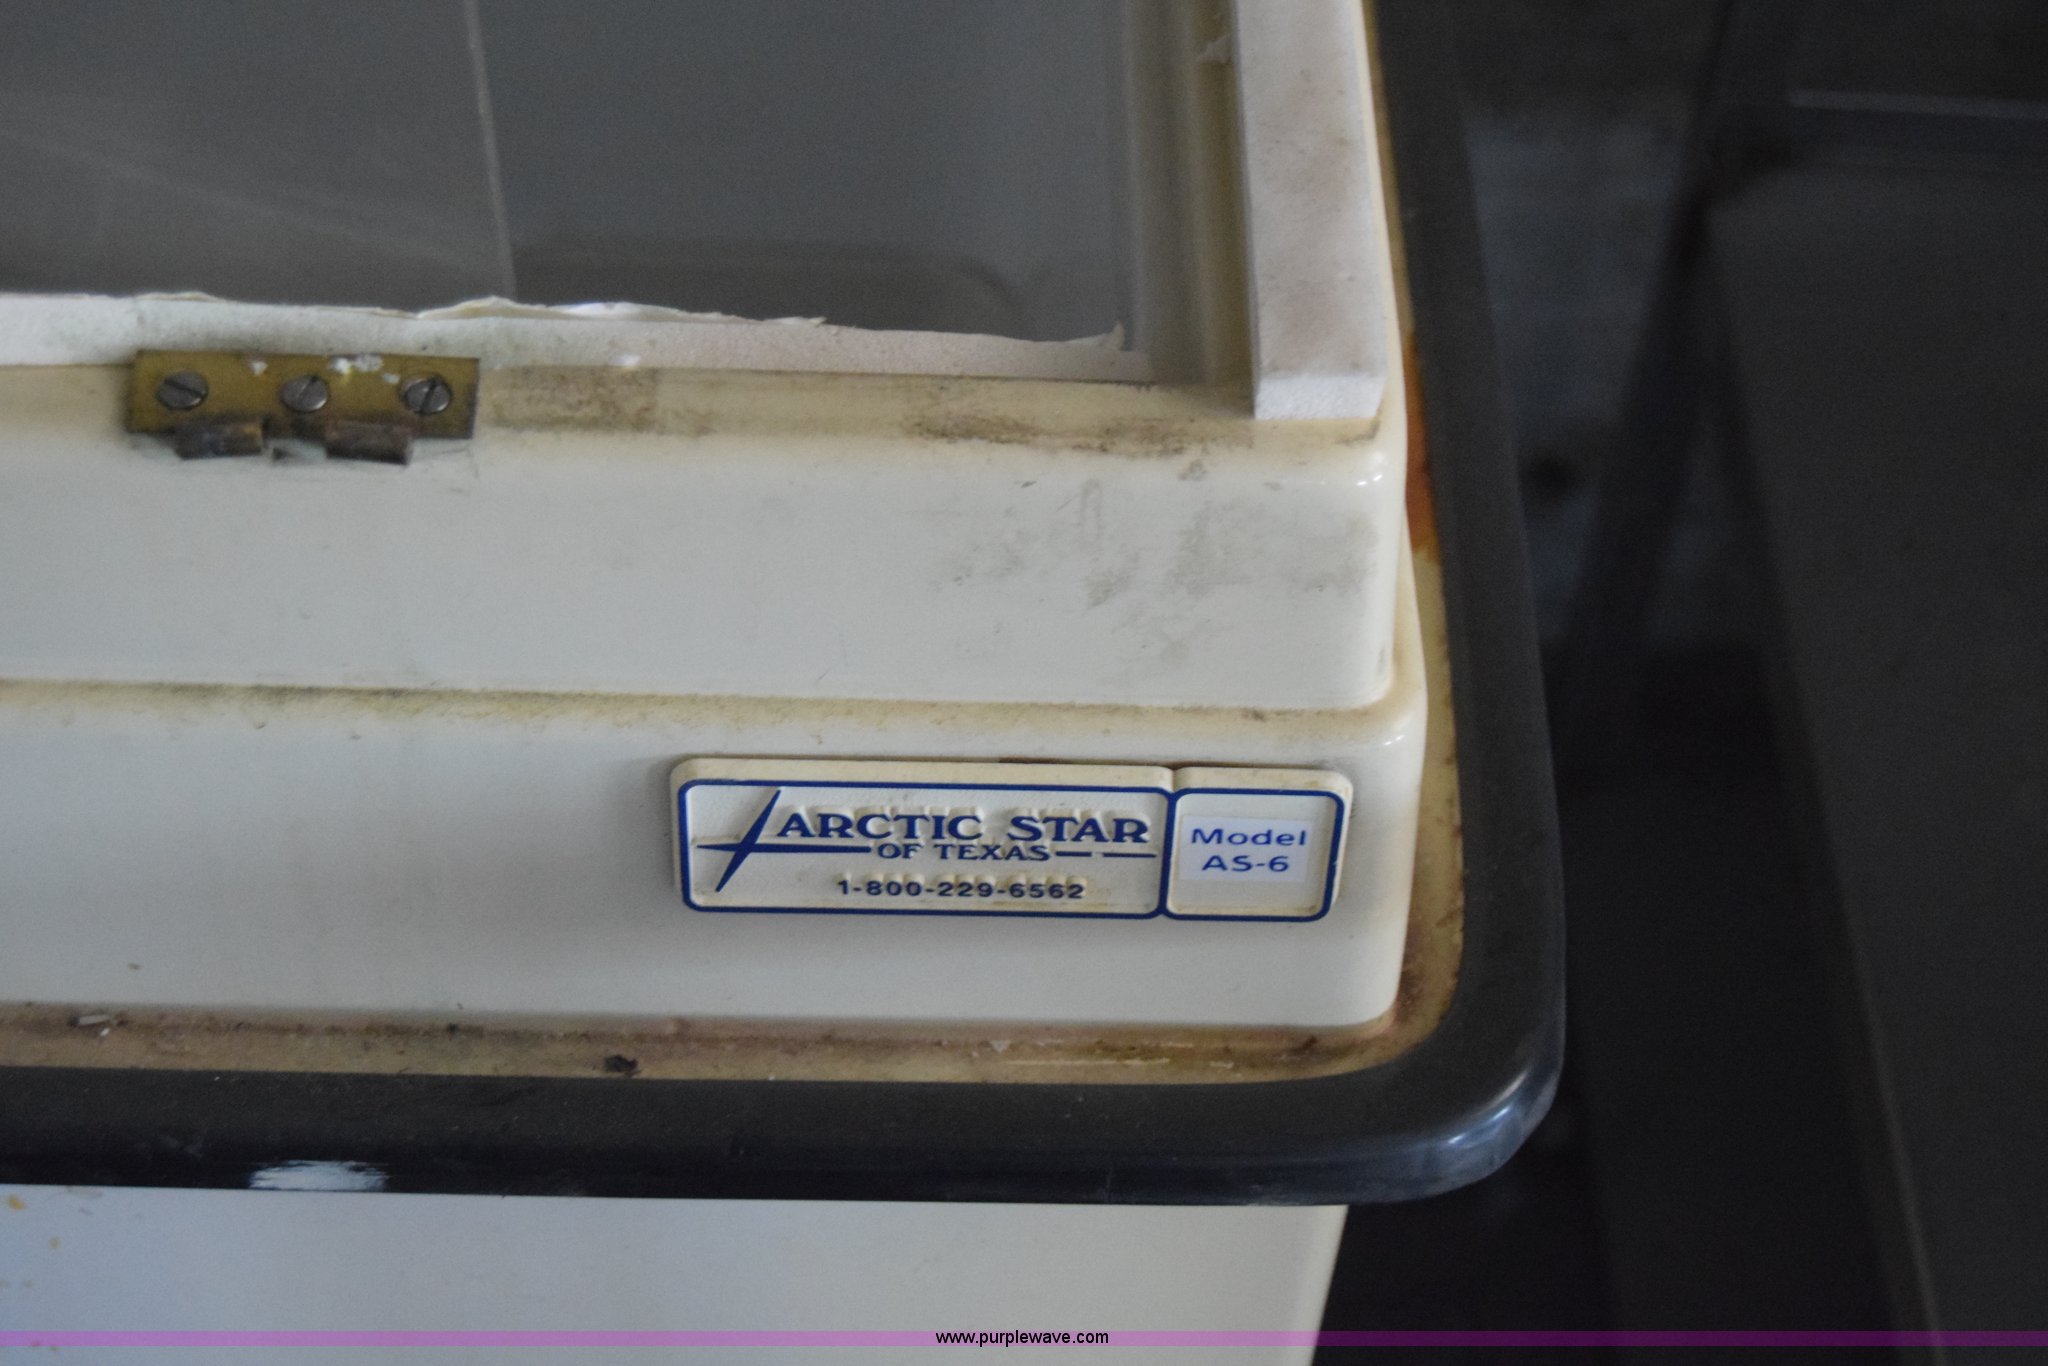 ARCTIC STAR
OF TEXAS
1-800-229-6562
Model
AS-6
www.purplewave.com